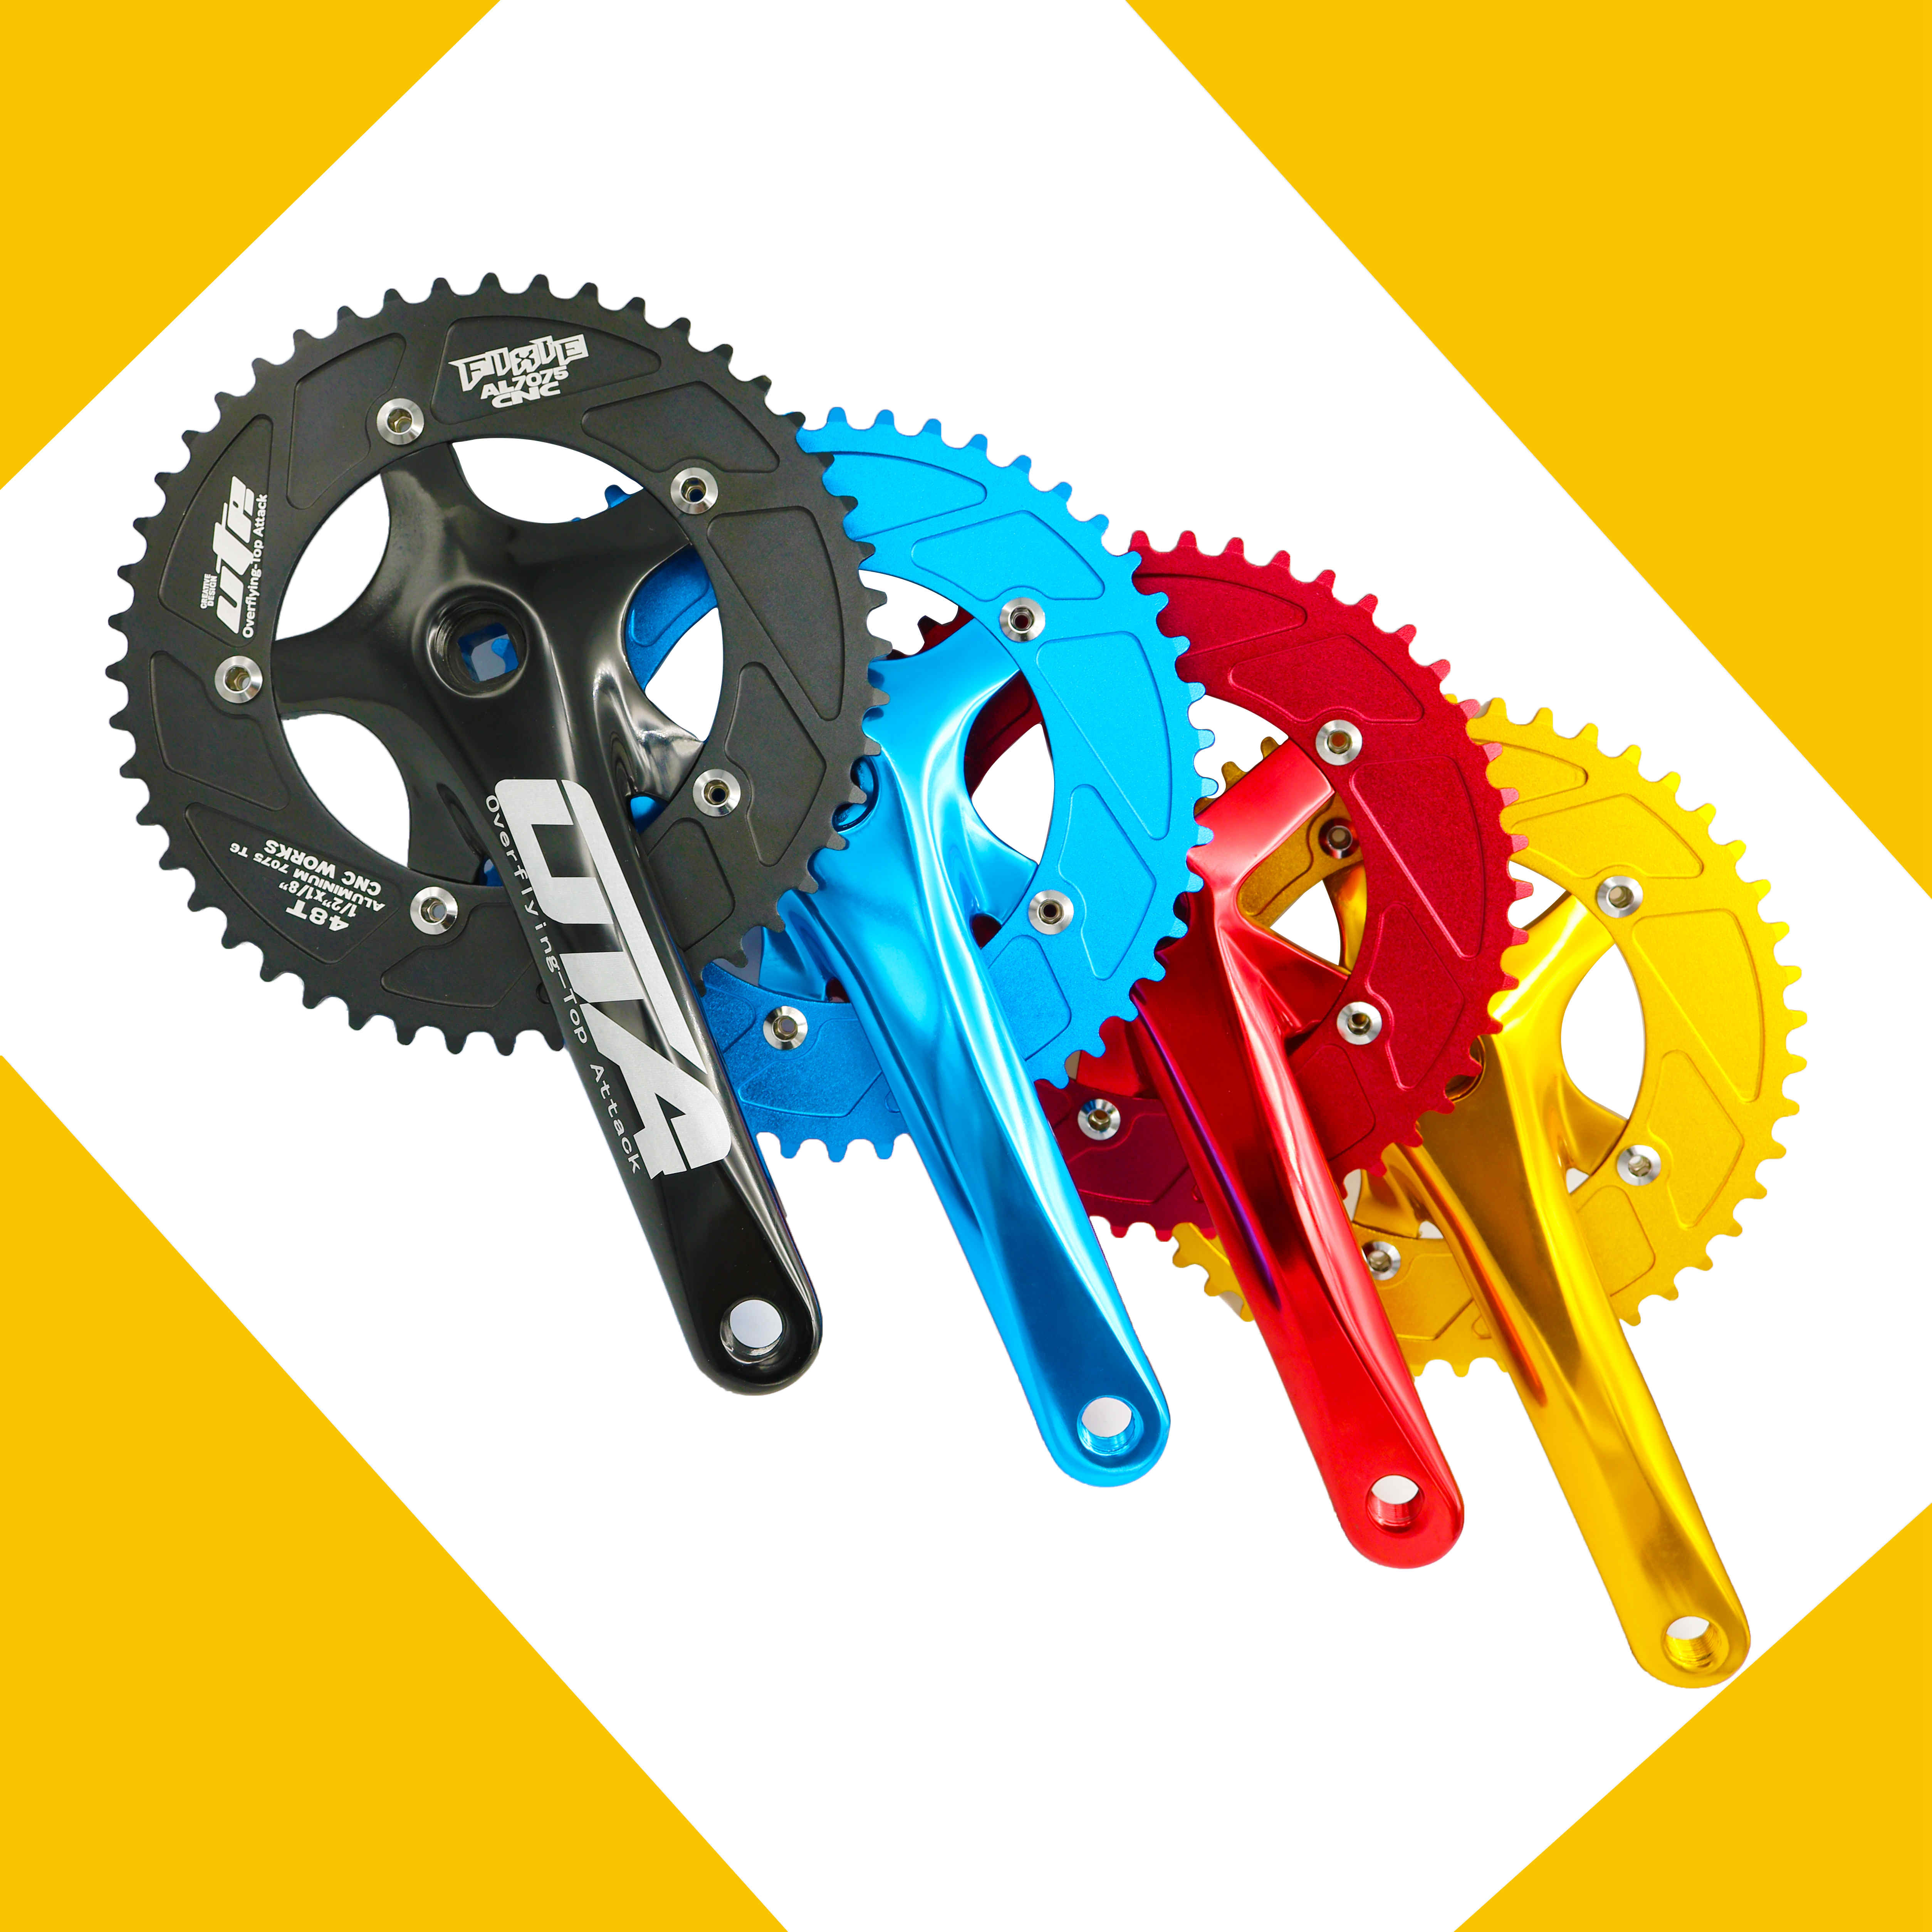 FIXIE
AL7075
CNC
CREATIVE
DESIGN
OTA
Overflying-Top Attack
48T
1/2"X1/8"
ALUMINIUM 7075 T6
CNC WORKS
OTA
Overflying-Top Attack